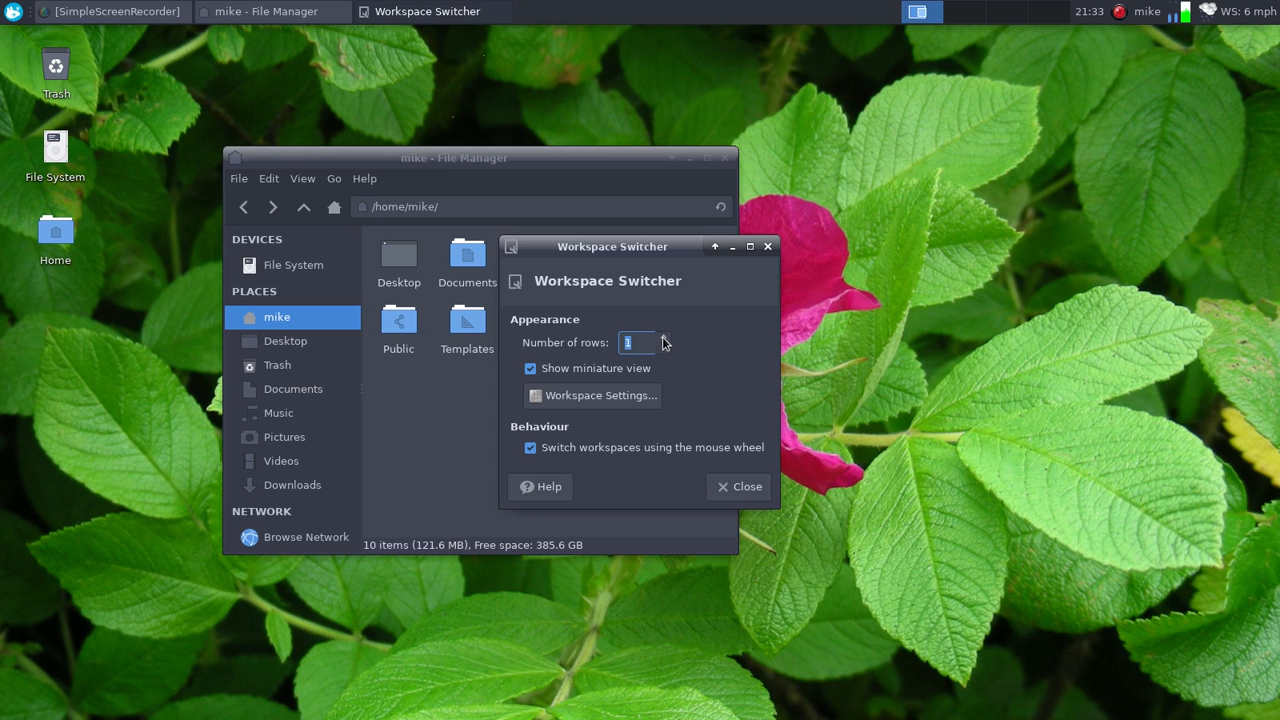 [SimpleScreenRecorder]
mike - File Manager
Workspace Switcher
21:33
mike
WS: 6 mph
Trash
File System
Home
mike - File Manager
File Edit View Go Help
/home/mike/
DEVICES
File System
PLACES
mike
Desktop
Trash
Documents
Music
Pictures
Videos
Downloads
NETWORK
Browse Network
Desktop
Documents
Public
Templates
10 items (121.6 MB), Free space: 385.6 GB
Workspace Switcher
Workspace Switcher
Appearance
Number of rows: 1
Show miniature view
Workspace Settings...
Behaviour
Switch workspaces using the mouse wheel
Help
Close